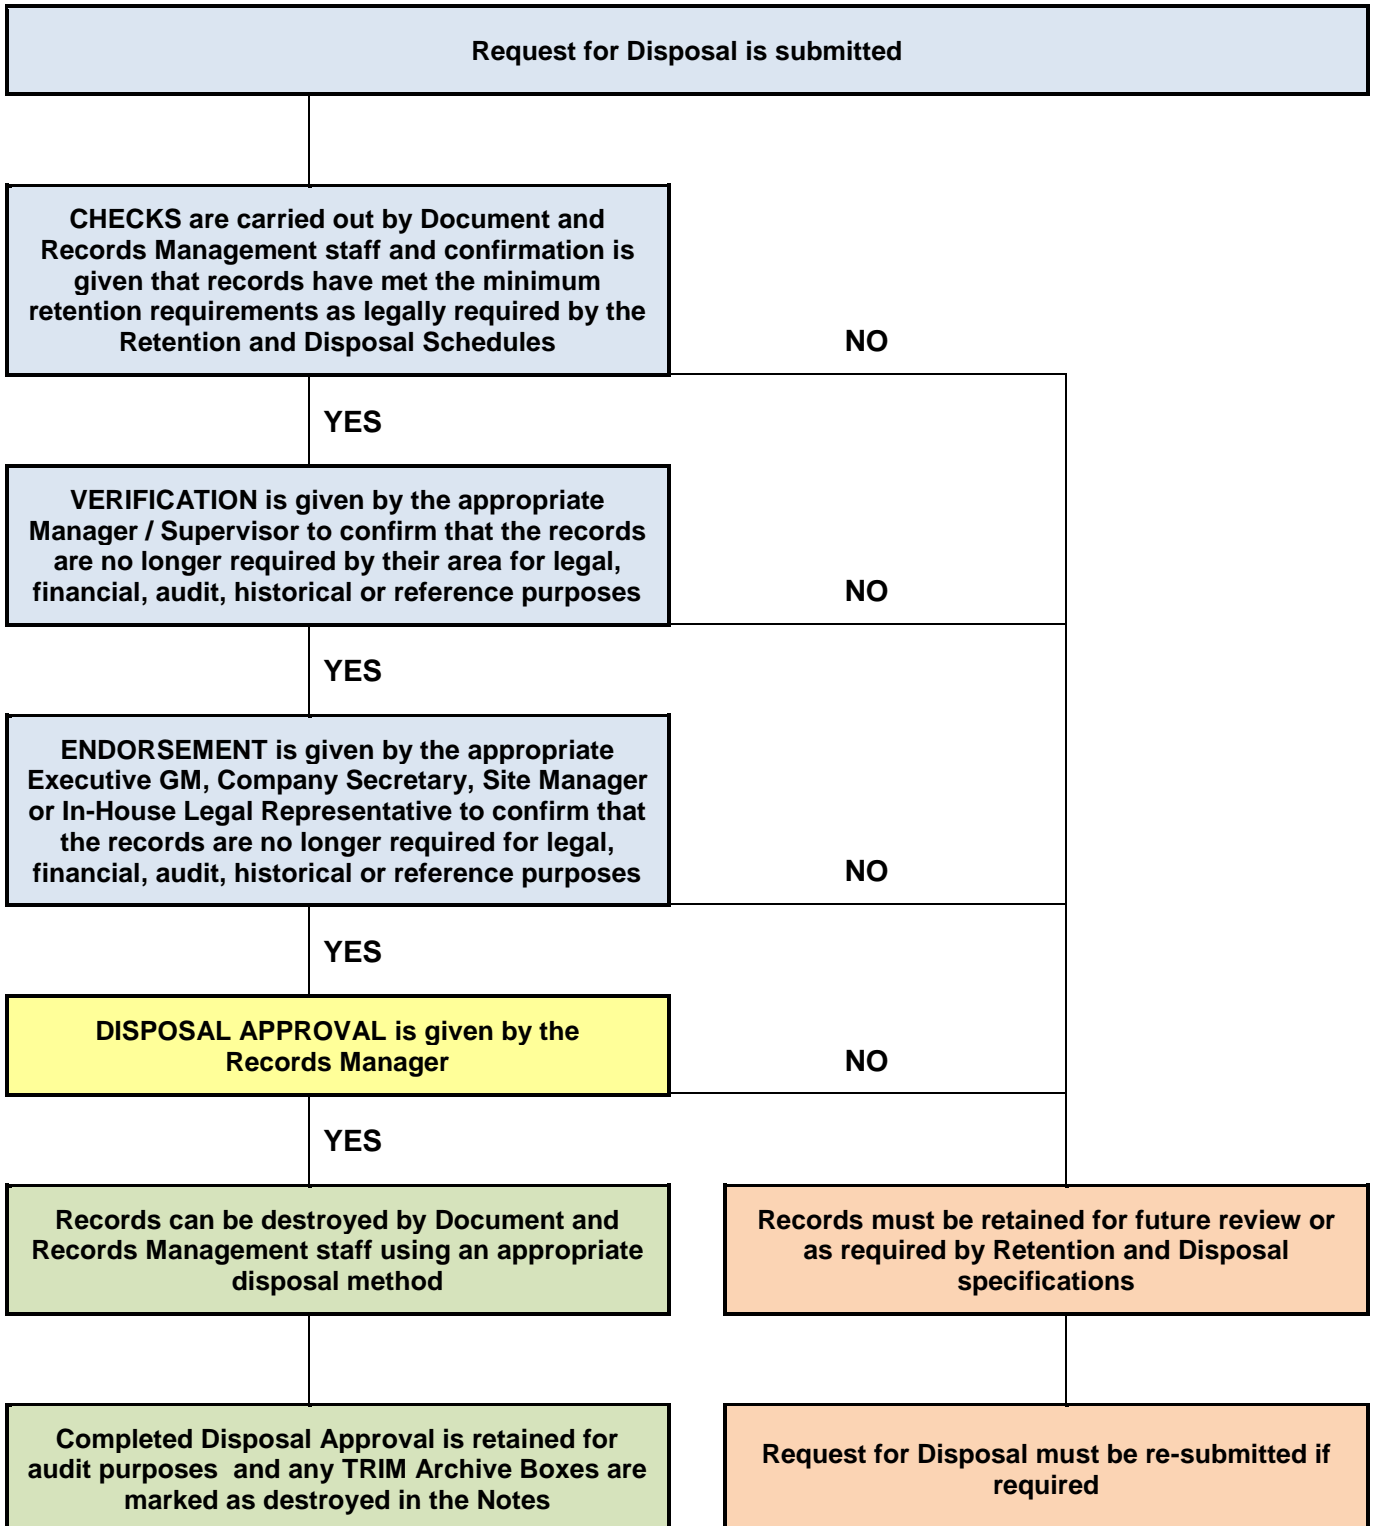 Request for Disposal is submitted
CHECKS are carried out by Document and
Records Management staff and confirmation is
given that records have met the minimum
retention requirements as legally required by the
Retention and Disposal Schedules
NO
YES
VERIFICATION is given by the appropriate
Manager / Supervisor to confirm that the records
are no longer required by their area for legal,
financial, audit, historical or reference purposes
NO
YES
ENDORSEMENT is given by the appropriate
Executive GM, Company Secretary, Site Manager
or In-House Legal Representative to confirm that
the records are no longer required for legal,
financial, audit, historical or reference purposes
NO
YES
DISPOSAL APPROVAL is given by the
Records Manager
NO
YES
Records can be destroyed by Document and
Records Management staff using an appropriate
disposal method
Records must be retained for future review or
as required by Retention and Disposal
specifications
Completed Disposal Approval is retained for
audit purposes  and any TRIM Archive Boxes are
marked as destroyed in the Notes
Request for Disposal must be re-submitted if
required